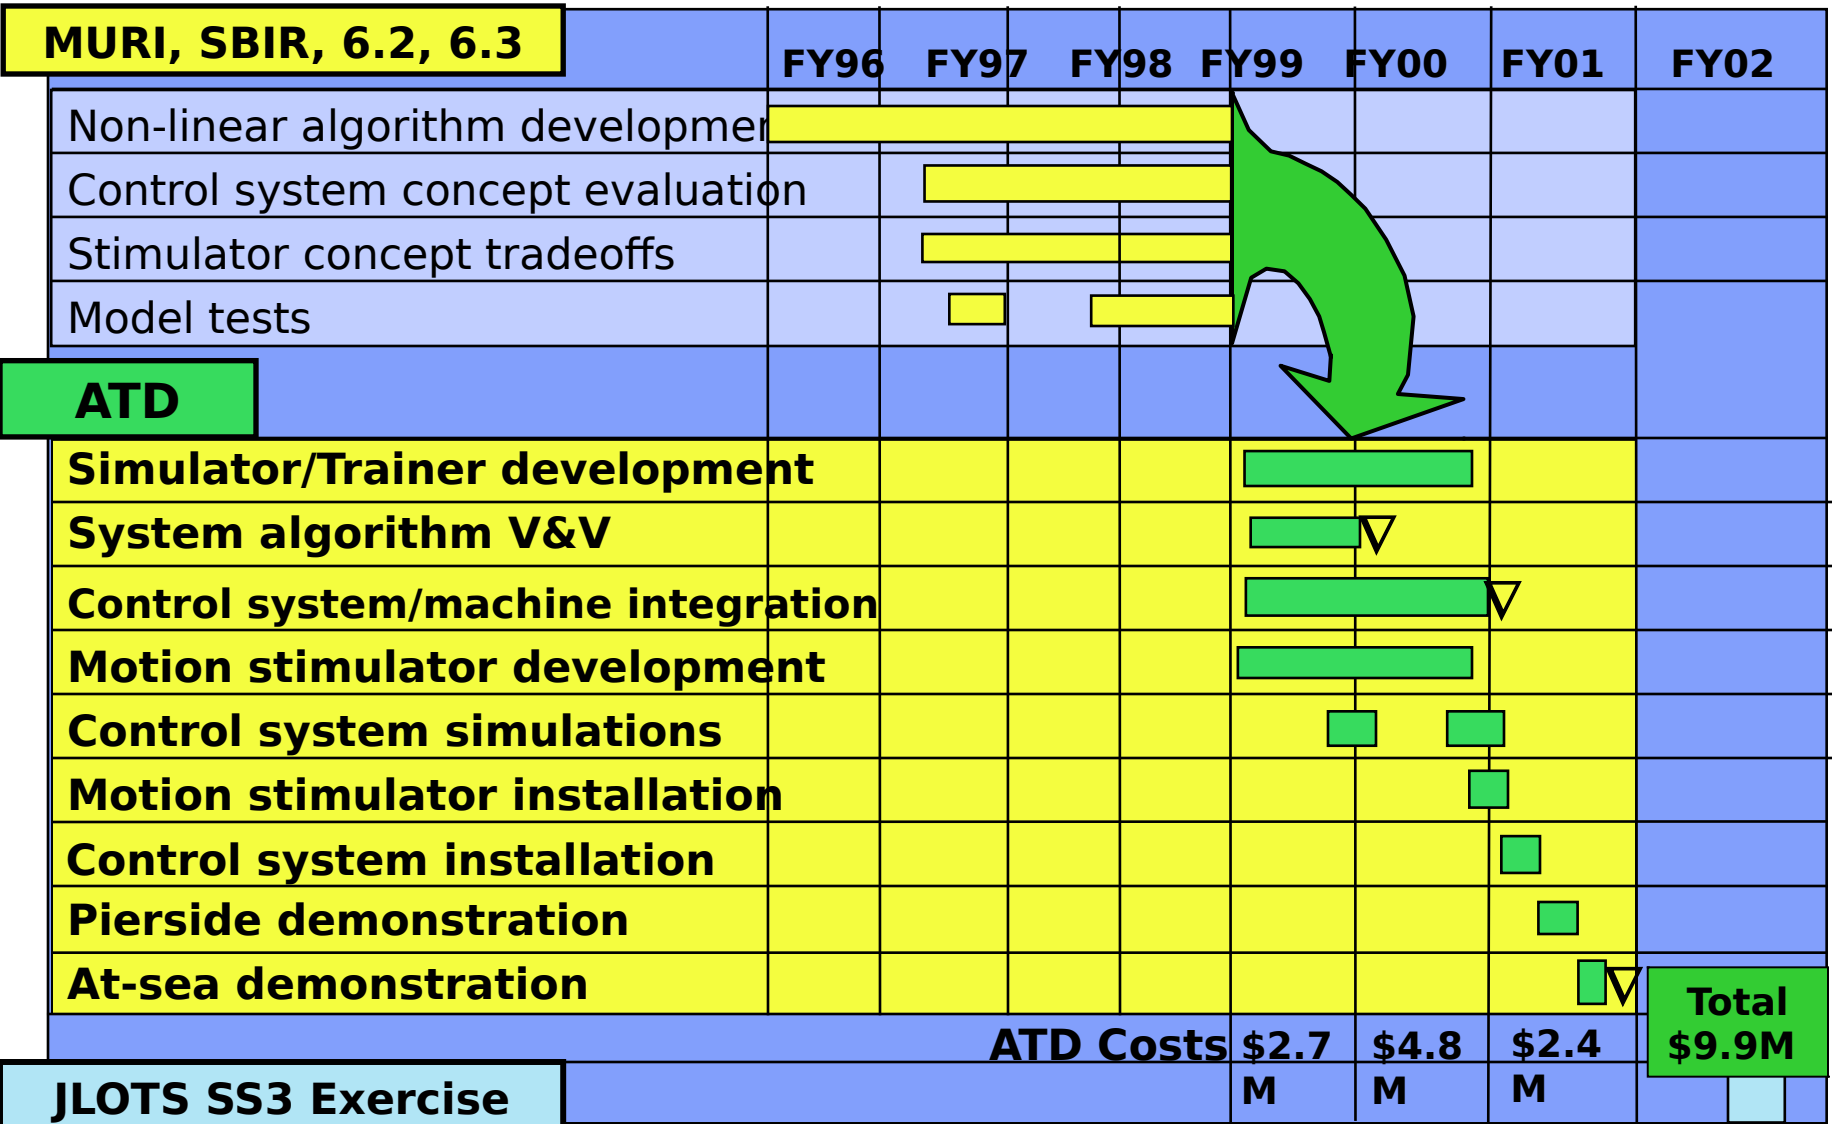 MURI, SBIR, 6.2, 6.3
FY96 FY97 FY98 FY99 FY00 FY01 FY02
Non-linear algorithm developmen
Control system concept evaluation
Stimulator concept tradeoffs
Model tests
ATD
Simulator/Trainer development
System algorithm V&V
Control system/machine integration
Motion stimulator development
Control system simulations
Motion stimulator installation
Control system installation
Pierside demonstration
At-sea demonstration
Total
$9.9M
ATD Costs $2.7 $4.8 $2.4
M M M
JLOTS SS3 Exercise